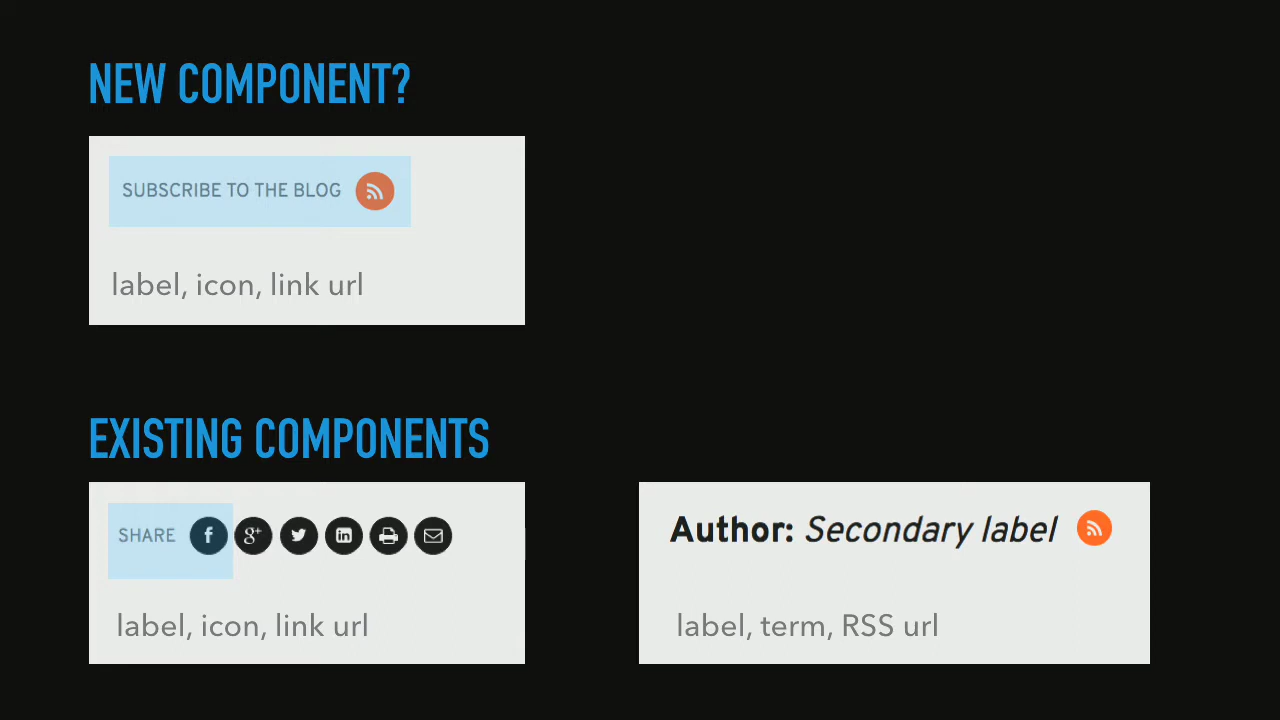 NEW COMPONENT?
SUBSCRIBE TO THE BLOG
label, icon, link url
EXISTING COMPONENTS
SHARE f g+ in
label, icon, link url
Author: Secondary label
label, term, RSS url